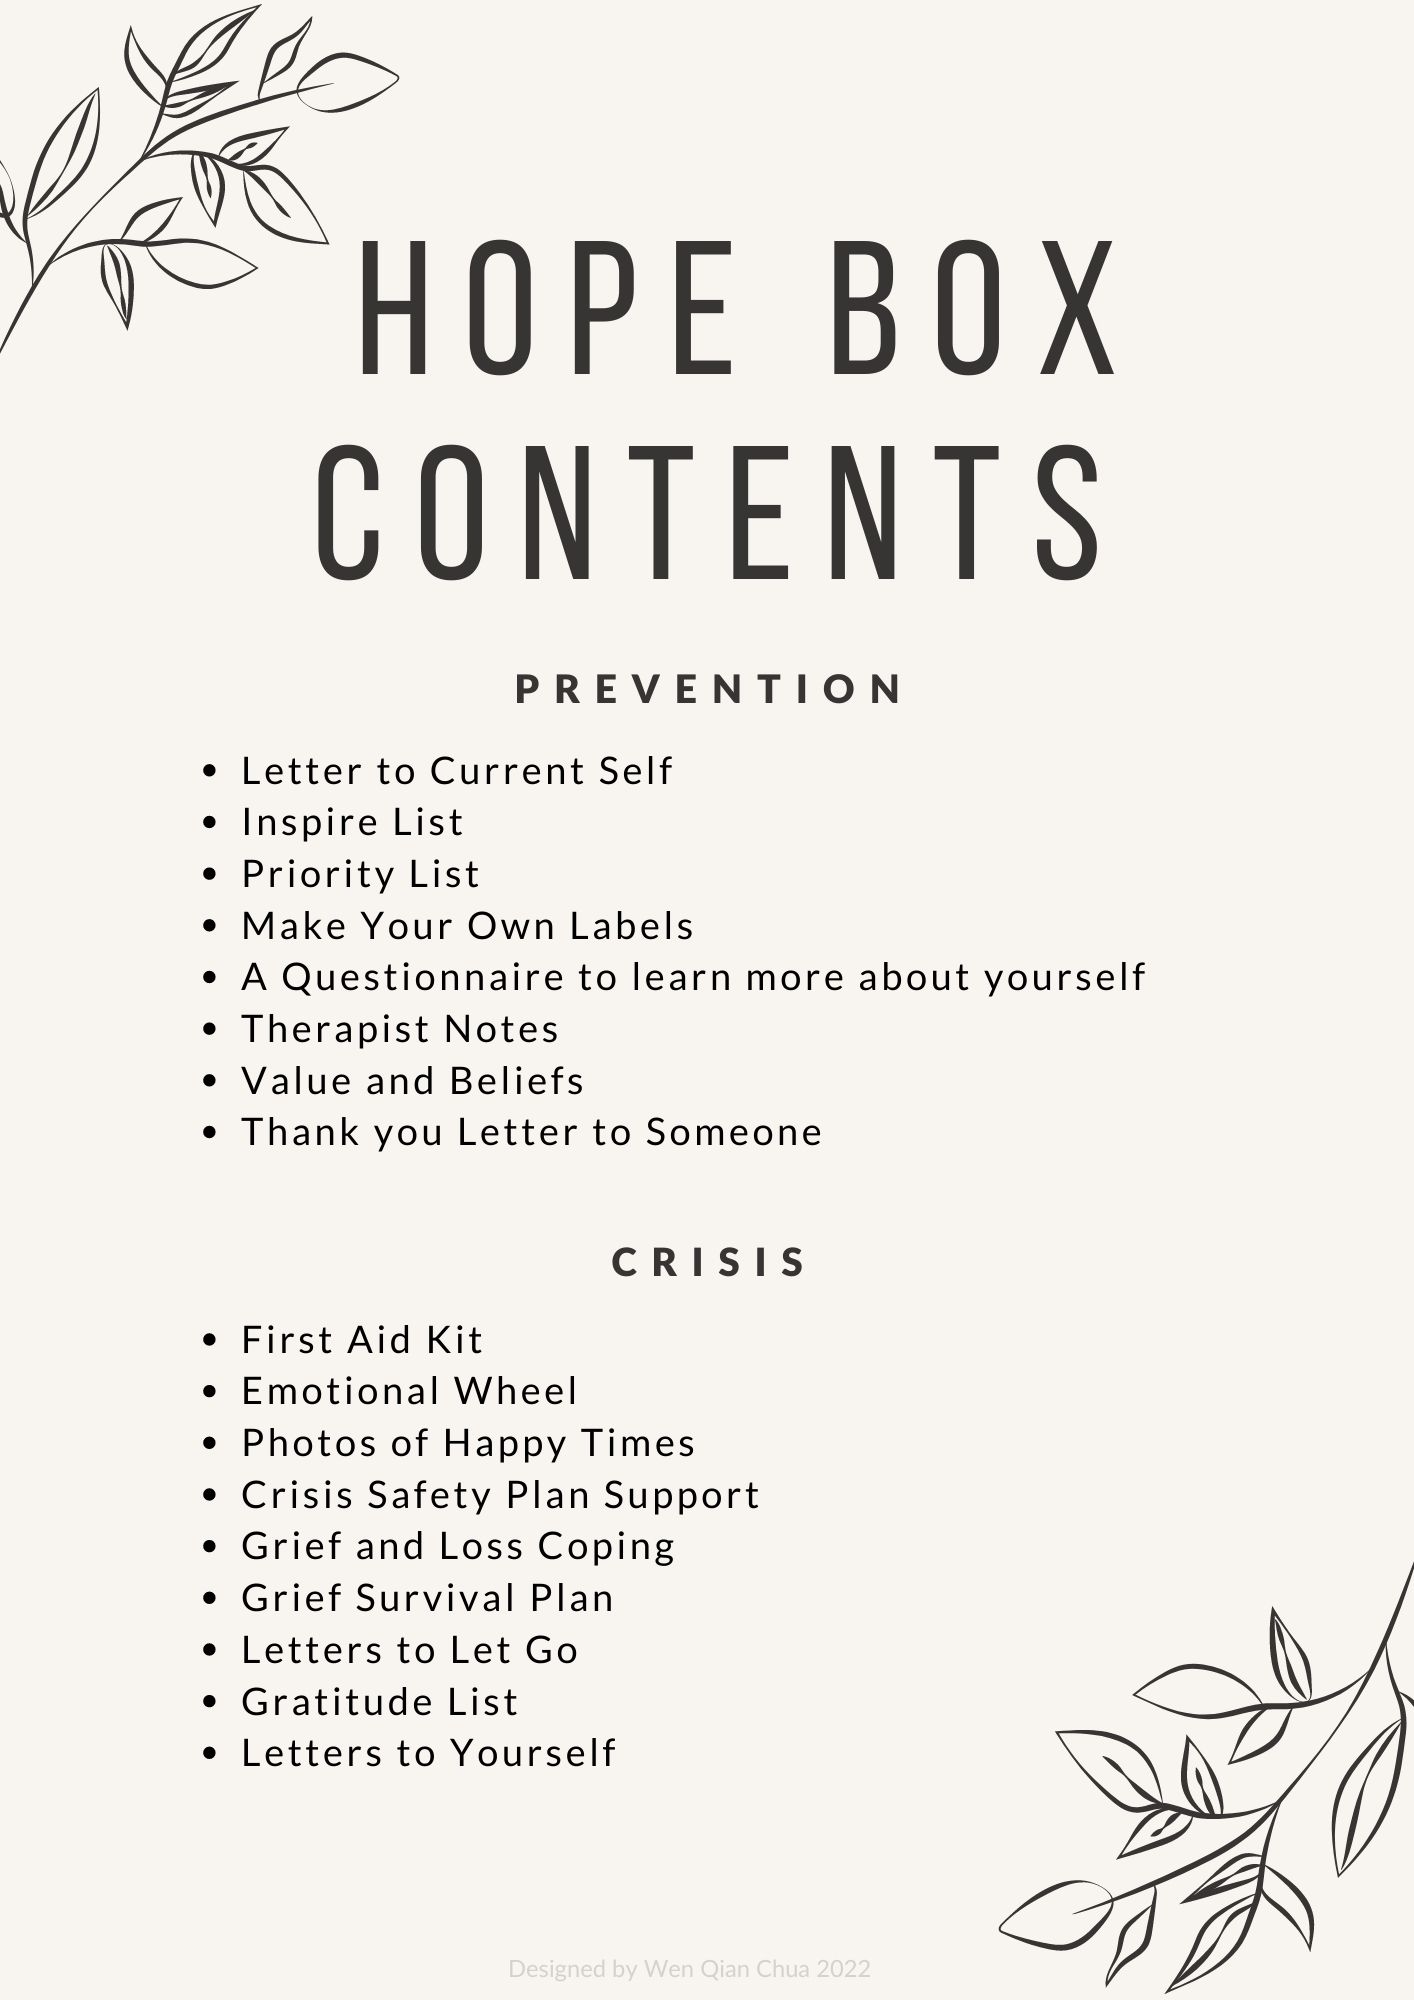 HOPE BOX
CONTENTS
PREVENTION
• Letter to Current Self
• Inspire List
• Priority List
• Make Your Own Labels
• A Questionnaire to learn more about yourself
• Therapist Notes
• Value and Beliefs
• Thank you Letter to Someone
CRISIS
• First Aid Kit
• Emotional Wheel
• Photos of Happy Times
• Crisis Safety Plan Support
• Grief and Loss Coping
• Grief Survival Plan
• Letters to Let Go
• Gratitude List
• Letters to Yourself
Designed by Wen Qian Chua 2022